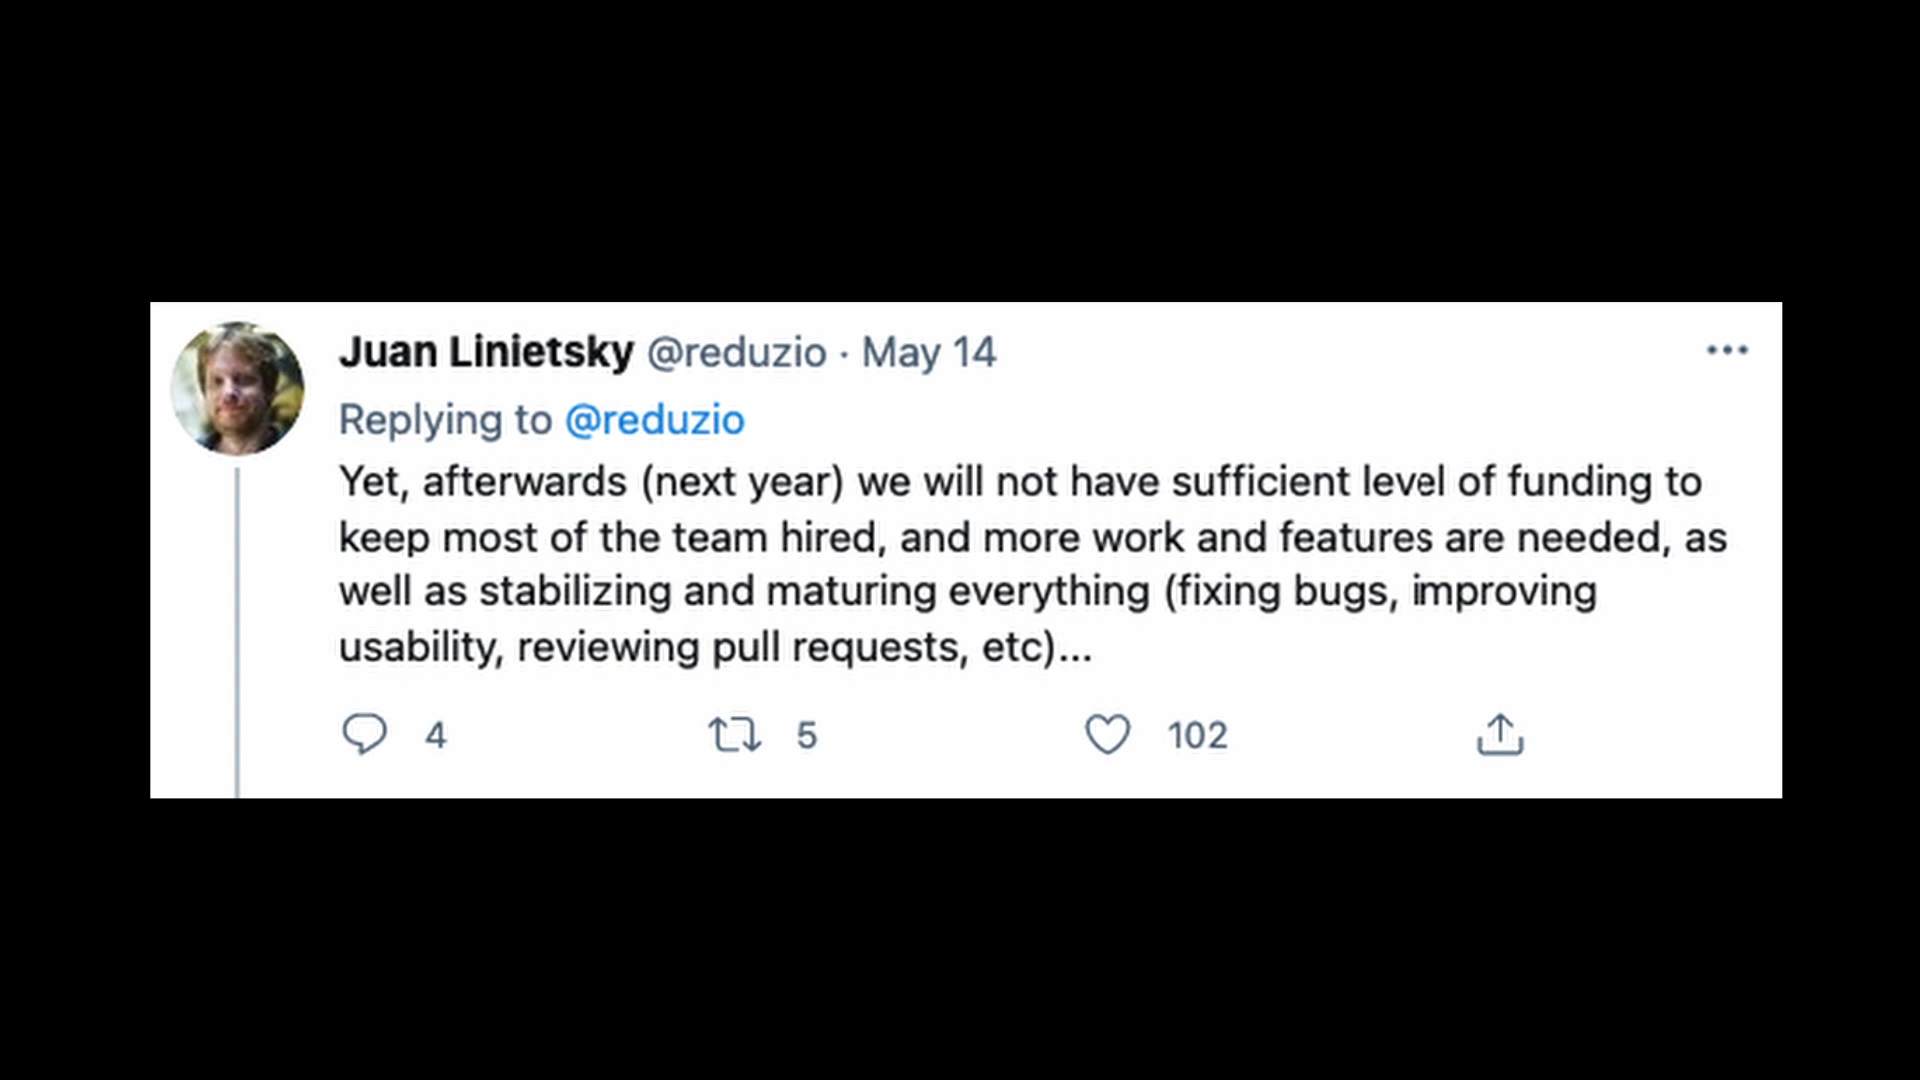 Juan Linietsky @reduzio · May 14
Replying to @reduzio
Yet, afterwards (next year) we will not have sufficient level of funding to
keep most of the team hired, and more work and features are needed, as
well as stabilizing and maturing everything (fixing bugs, improving
usability, reviewing pull requests, etc)...
4 5 102